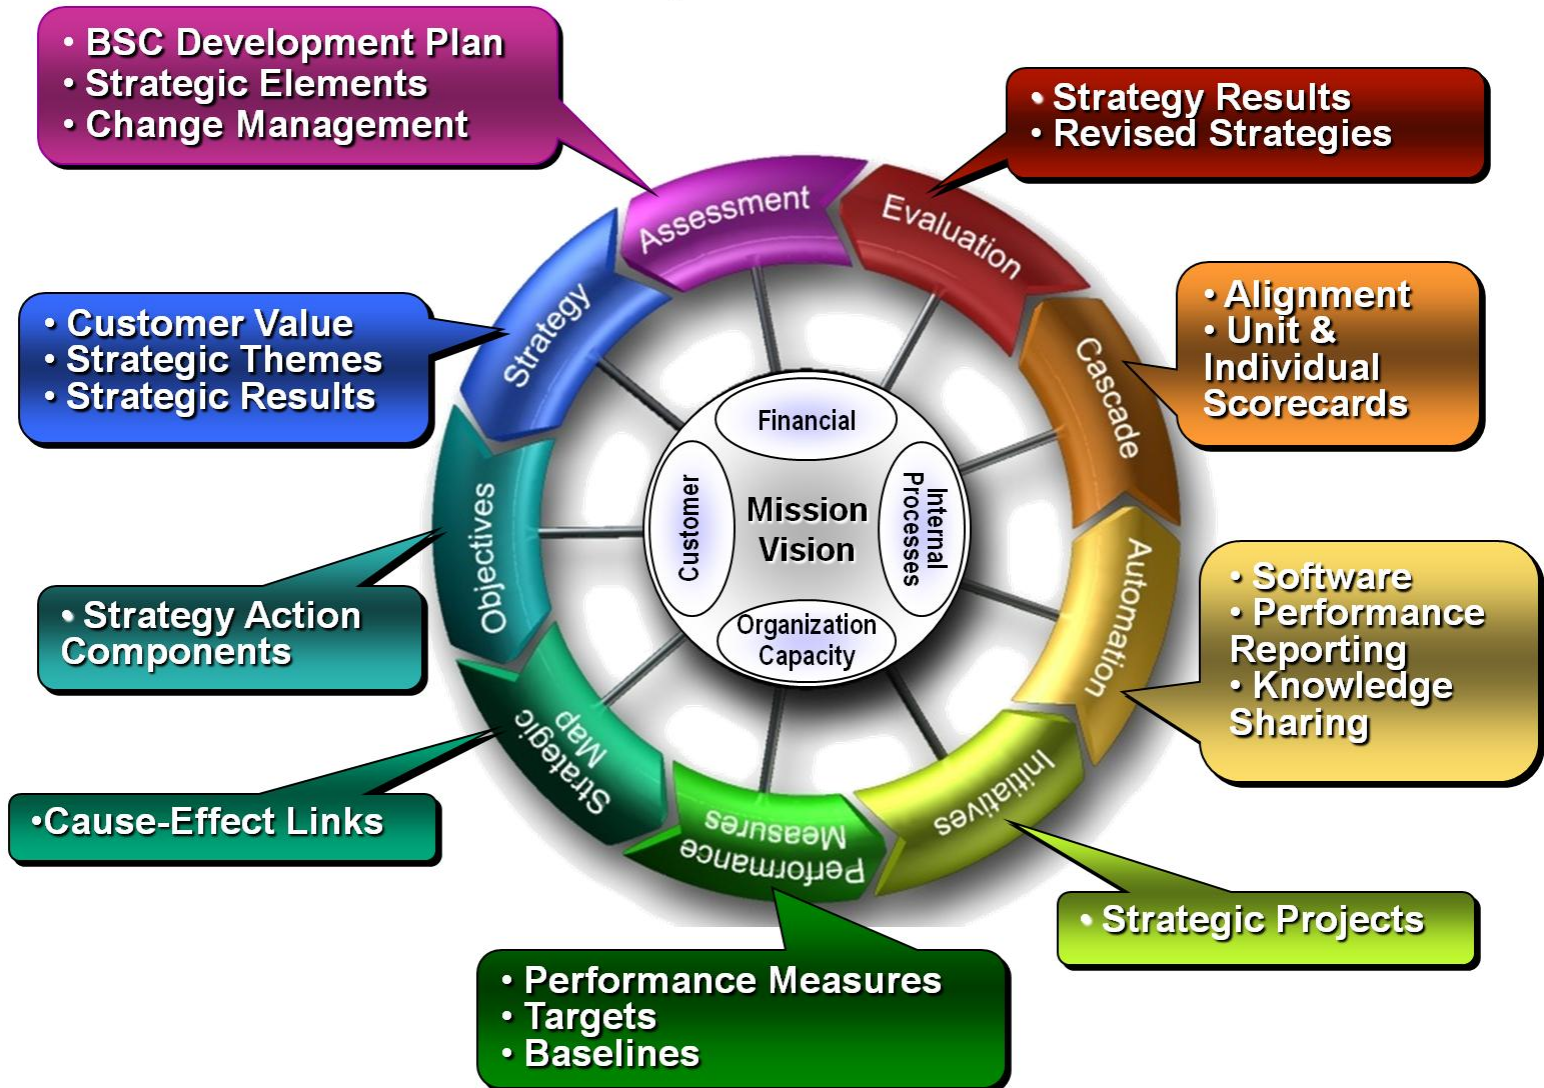 • BSC Development Plan
• Strategic Elements
• Change Management
• Strategy Results
• Revised Strategies
Assessment
Evaluation
• Customer Value
• Strategic Themes
• Strategic Results
Strategy
Cascade
• Alignment
• Unit &
Individual
Scorecards
Financial
Customer
Mission
Vision
Internal
Processes
Organization
Capacity
Objectives
Automation
• Strategy Action
Components
• Software
• Performance
Reporting
• Knowledge
Sharing
Strategic
Map
Initiatives
•Cause-Effect Links
Performance
Measures
• Strategic Projects
• Performance Measures
• Targets
• Baselines